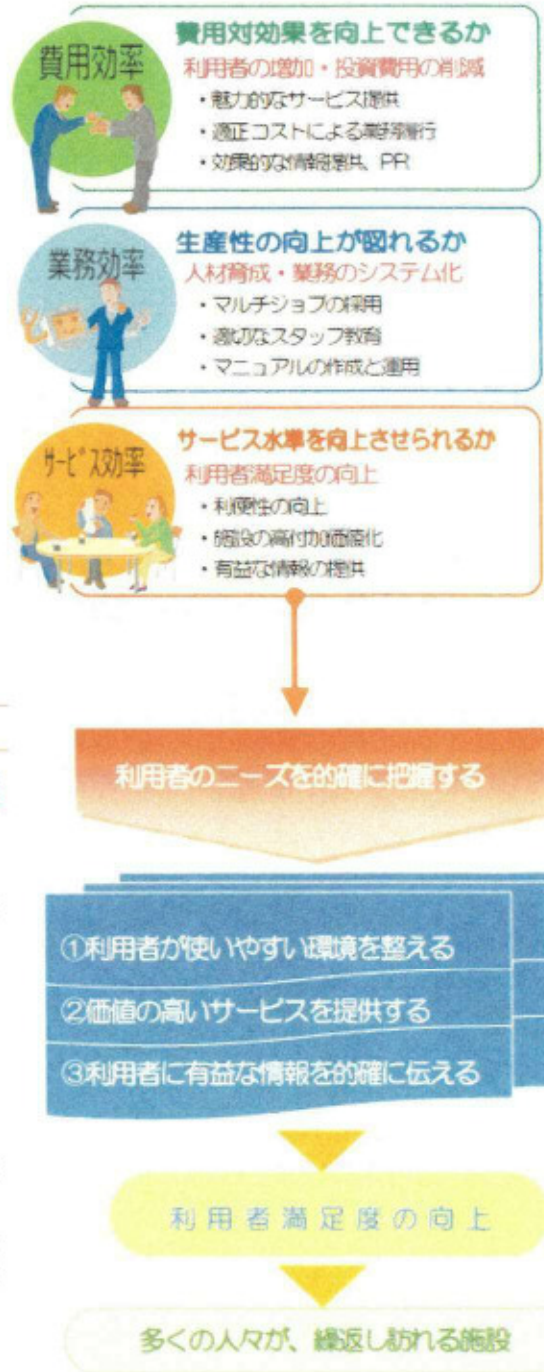 費用効率
費用対効果を向上できるか
利用者の増加・投資費用の削減
・魅力的なサービス提供
・適正コストによる業務履行
・効果的な情報提供、PR
業務効率
生産性の向上が図れるか
人材育成・業務のシステム化
・マルチジョブの採用
・適切なスタッフ教育
・マニュアルの作成と運用
サービス効率
サービス水準を向上させられるか
利用者満足度の向上
・利便性の向上
・施設の高付加価値化
・有益な情報の提供
利用者のニーズを的確に把握する
①利用者が使いやすい環境を整える
②価値の高いサービスを提供する
③利用者に有益な情報を的確に伝える
利用者満足度の向上
多くの人々が、繰返し訪れる施設